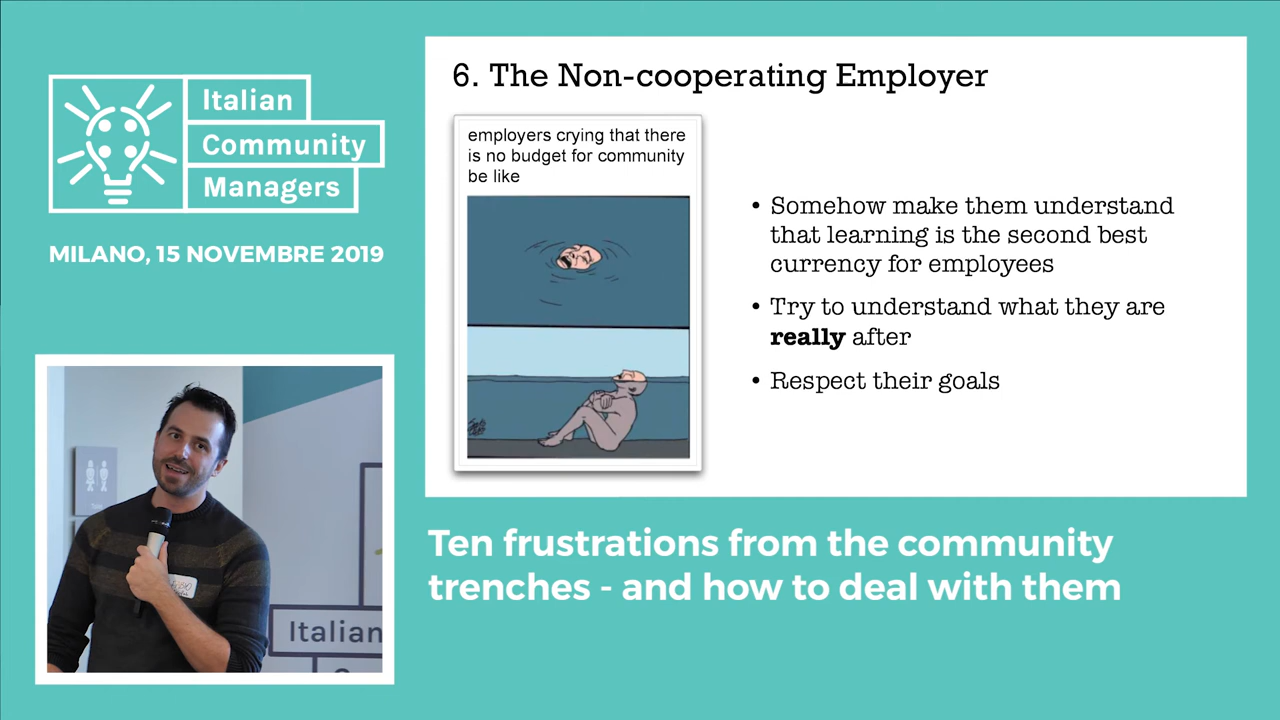 Italian
Community
Managers
MILANO, 15 NOVEMBRE 2019
6. The Non-cooperating Employer
employers crying that there
is no budget for community
be like
• Somehow make them understand
that learning is the second best
currency for employees
• Try to understand what they are
really after
• Respect their goals
Italian
Ten frustrations from the community
trenches - and how to deal with them